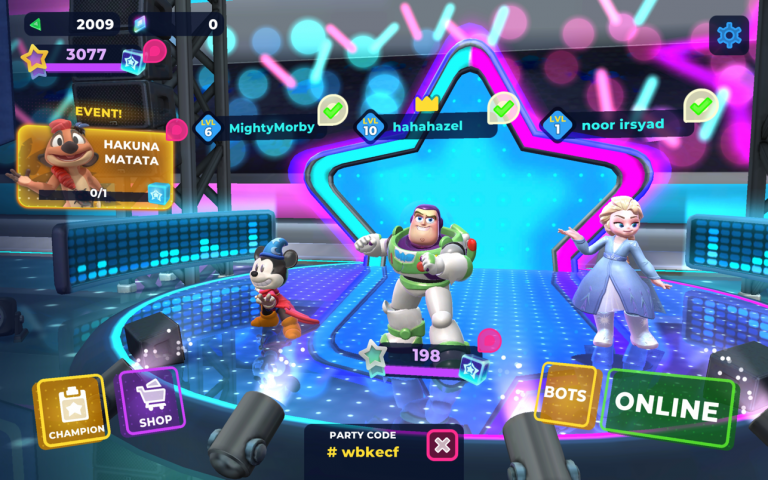 2009
0
3077
EVENT!
HAKUNA
MATATA
0/1
LVL
6
MightyMorby
LVL
10
hahahazel
LVL
1
noor irsyad
198
CHAMPION
SHOP
BOTS
ONLINE
PARTY CODE
# wbkecf